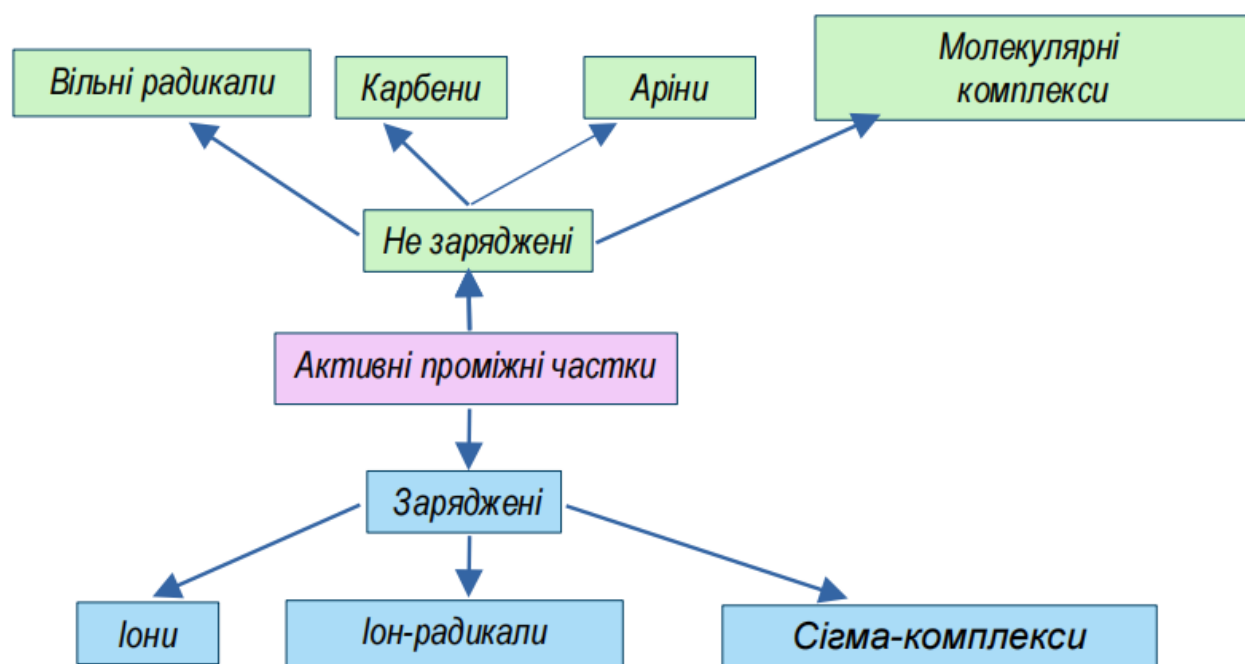 Вільні радикали
Карбени
Аріни
Молекулярні
комплекси
Не заряджені
Активні проміжні частки
Заряджені
Іони
Іон-радикали
Сігма-комплекси